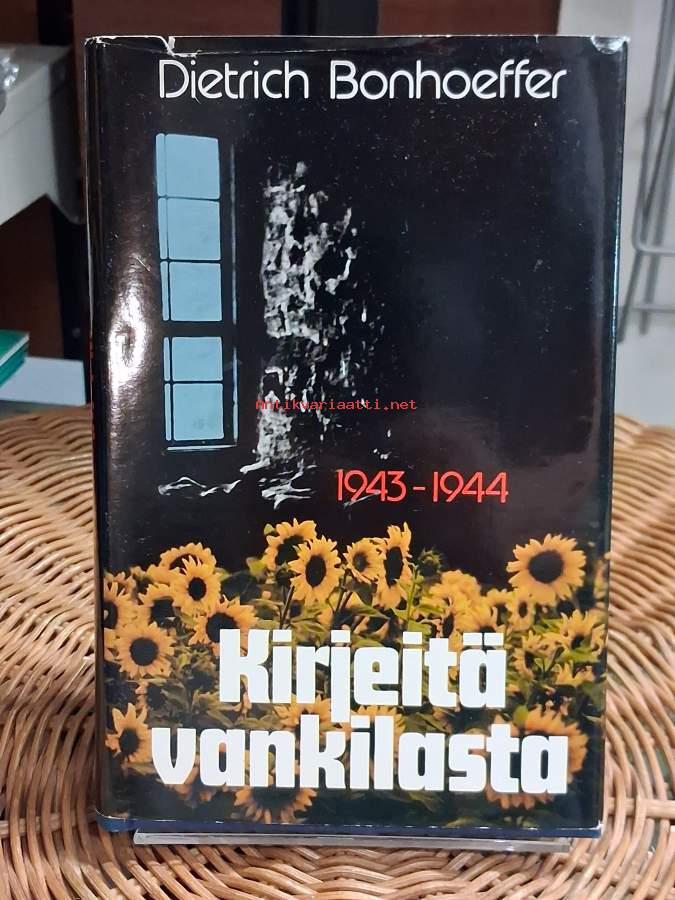 Dietrich Bonhoeffer
Antikvariaatti.net
1943-1944
Kirjeitä
vankilasta